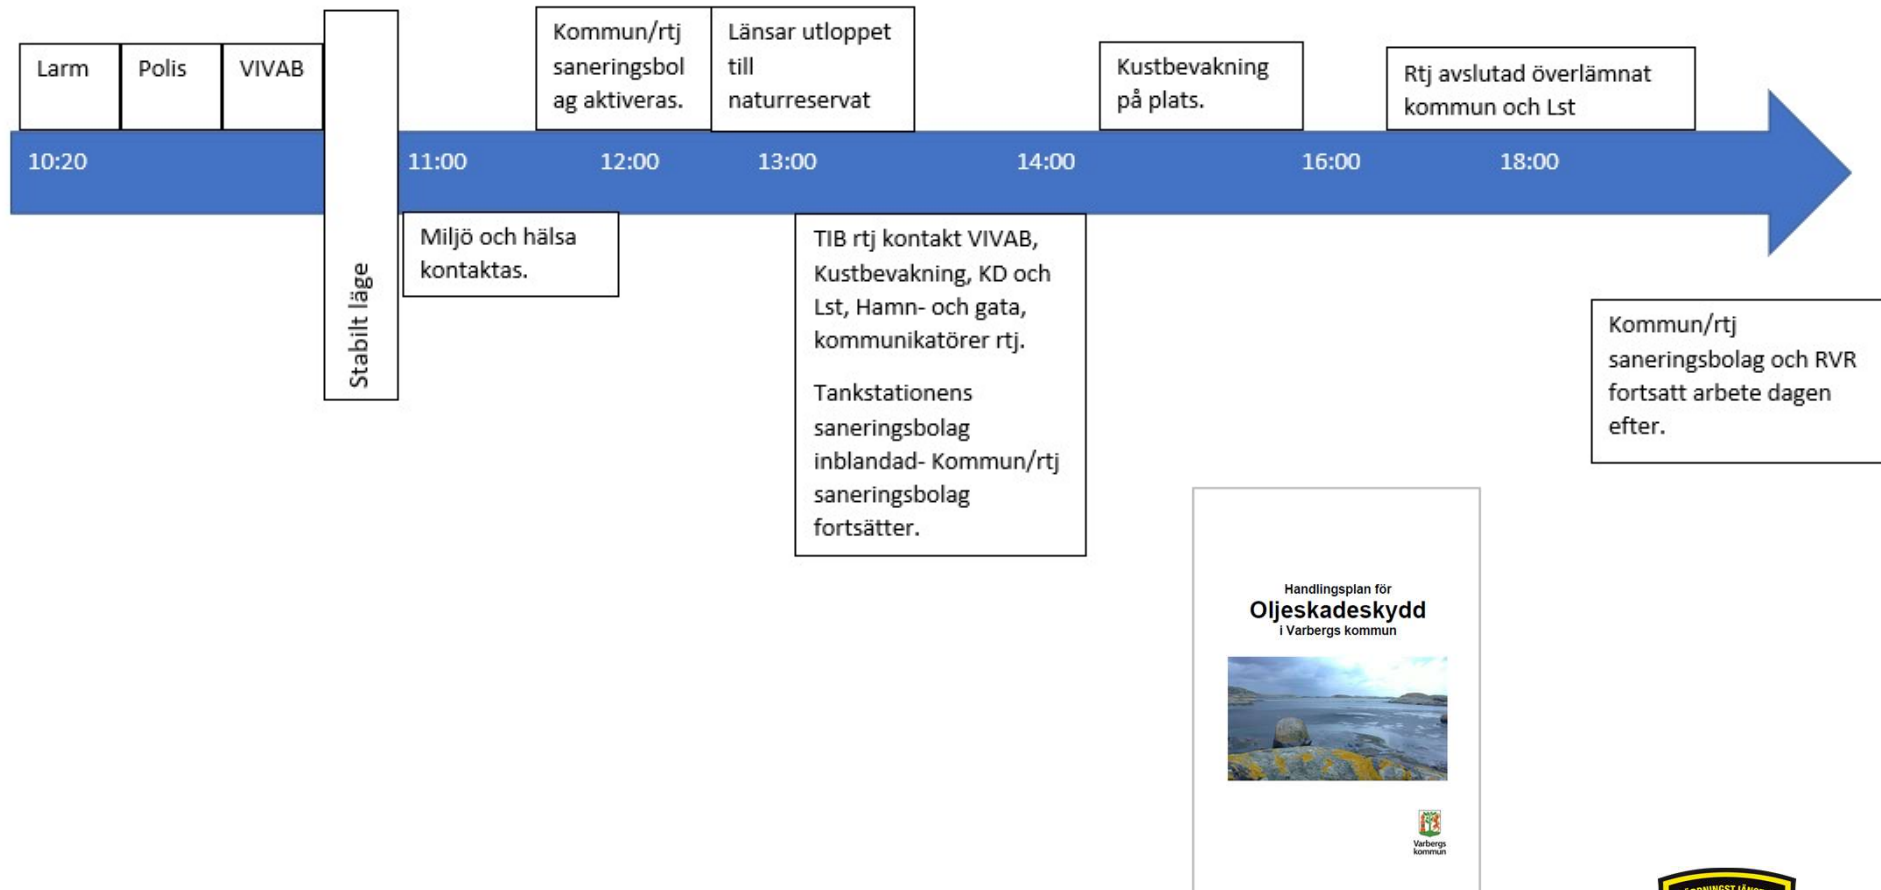 Larm
Polis
VIVAB
Stabilt läge
Kommun/rtj
saneringsbol
ag aktiveras.
Länsar utloppet
till
naturreservat
Kustbevakning
på plats.
Rtj avslutad överlämnat
kommun och Lst
10:20
11:00
12:00
13:00
14:00
16:00
18:00
Miljö och hälsa
kontaktas.
TIB rtj kontakt VIVAB,
Kustbevakning, KD och
Lst, Hamn- och gata,
kommunikatörer rtj.
Tankstationens
saneringsbolag
inblandad- Kommun/rtj
saneringsbolag
fortsätter.
Kommun/rtj
saneringsbolag och RVR
fortsatt arbete dagen
efter.
Handlingsplan för
Oljeskadeskydd
i Varbergs kommun
Varbergs
kommun